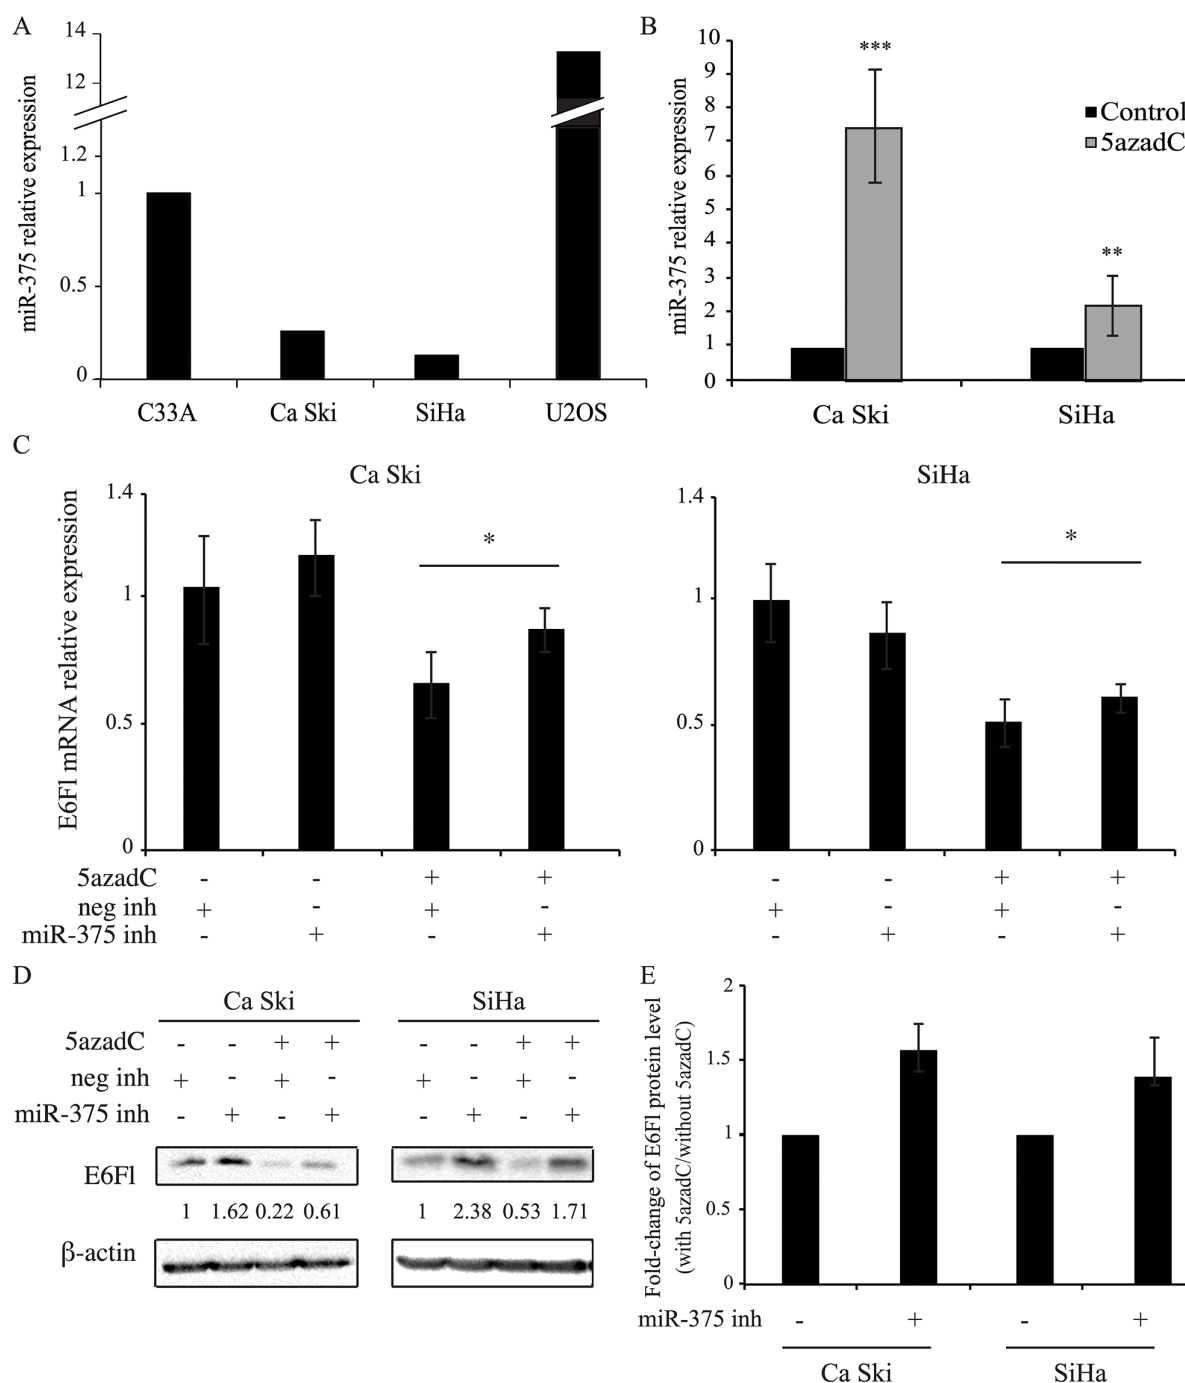 A
miR-375 relative expression
14
12
1.2
1
0.5
0
C33A Ca Ski SiHa U2OS
B
miR-375 relative expression
10
9
8
7
6
5
4
3
2
1
0
***
**
Control
5azadC
Ca Ski SiHa
C
E6Fl mRNA relative expression
Ca Ski
1.4
1
0.5
0
*
SiHa
1.4
1
0.5
0
*
5azadC - - + + - - + +
neg inh + - + - + - + -
miR-375 inh - + - + - + - +
D
Ca Ski SiHa
5azadC - - + + - - + +
neg inh + - + - + - + -
miR-375 inh - + - + - + - +
E6Fl
1 1.62 0.22 0.61 1 2.38 0.53 1.71
β-actin
E
Fold-change of E6Fl protein level
(with 5azadC/without 5azadC)
2
1.5
1
0.5
0
miR-375 inh - + - +
Ca Ski SiHa